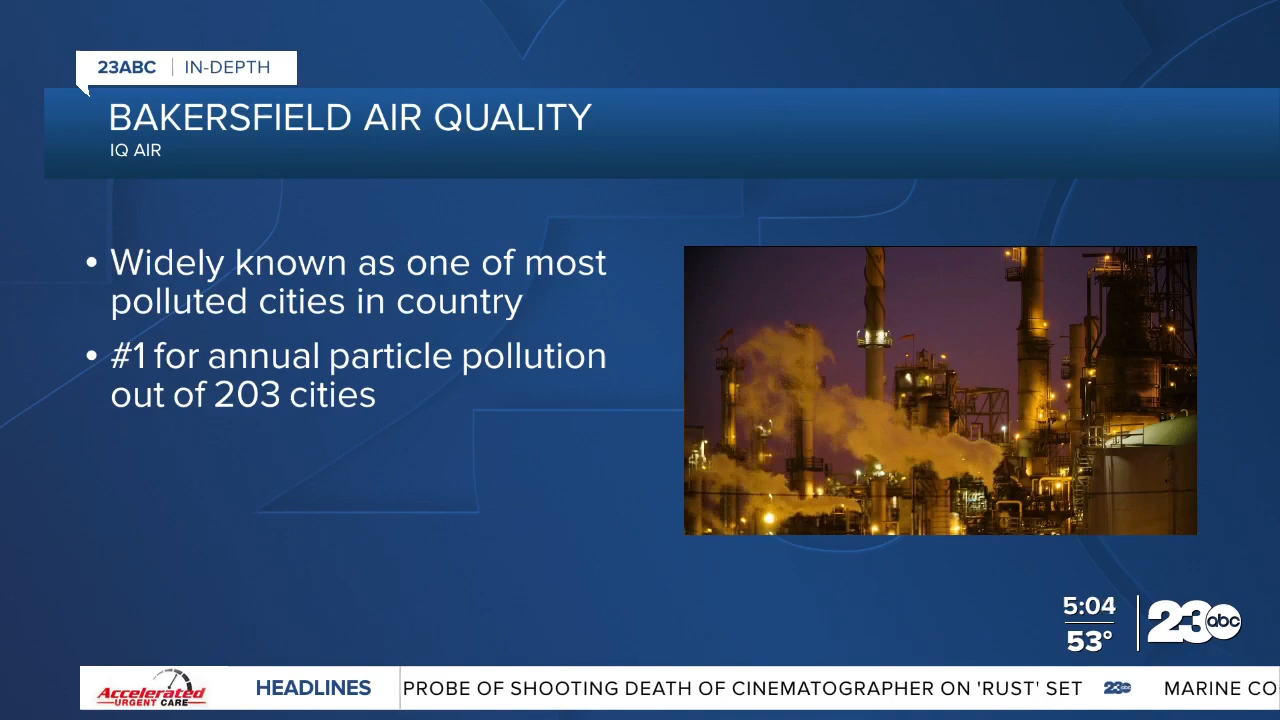 23ABC | IN-DEPTH
BAKERSFIELD AIR QUALITY
IQ AIR
• Widely known as one of most
polluted cities in country
• #1 for annual particle pollution
out of 203 cities
5:04
53°
23 abc
Accelerated
URGENT CARE
HEADLINES
PROBE OF SHOOTING DEATH OF CINEMATOGRAPHER ON 'RUST' SET 23abc MARINE CO